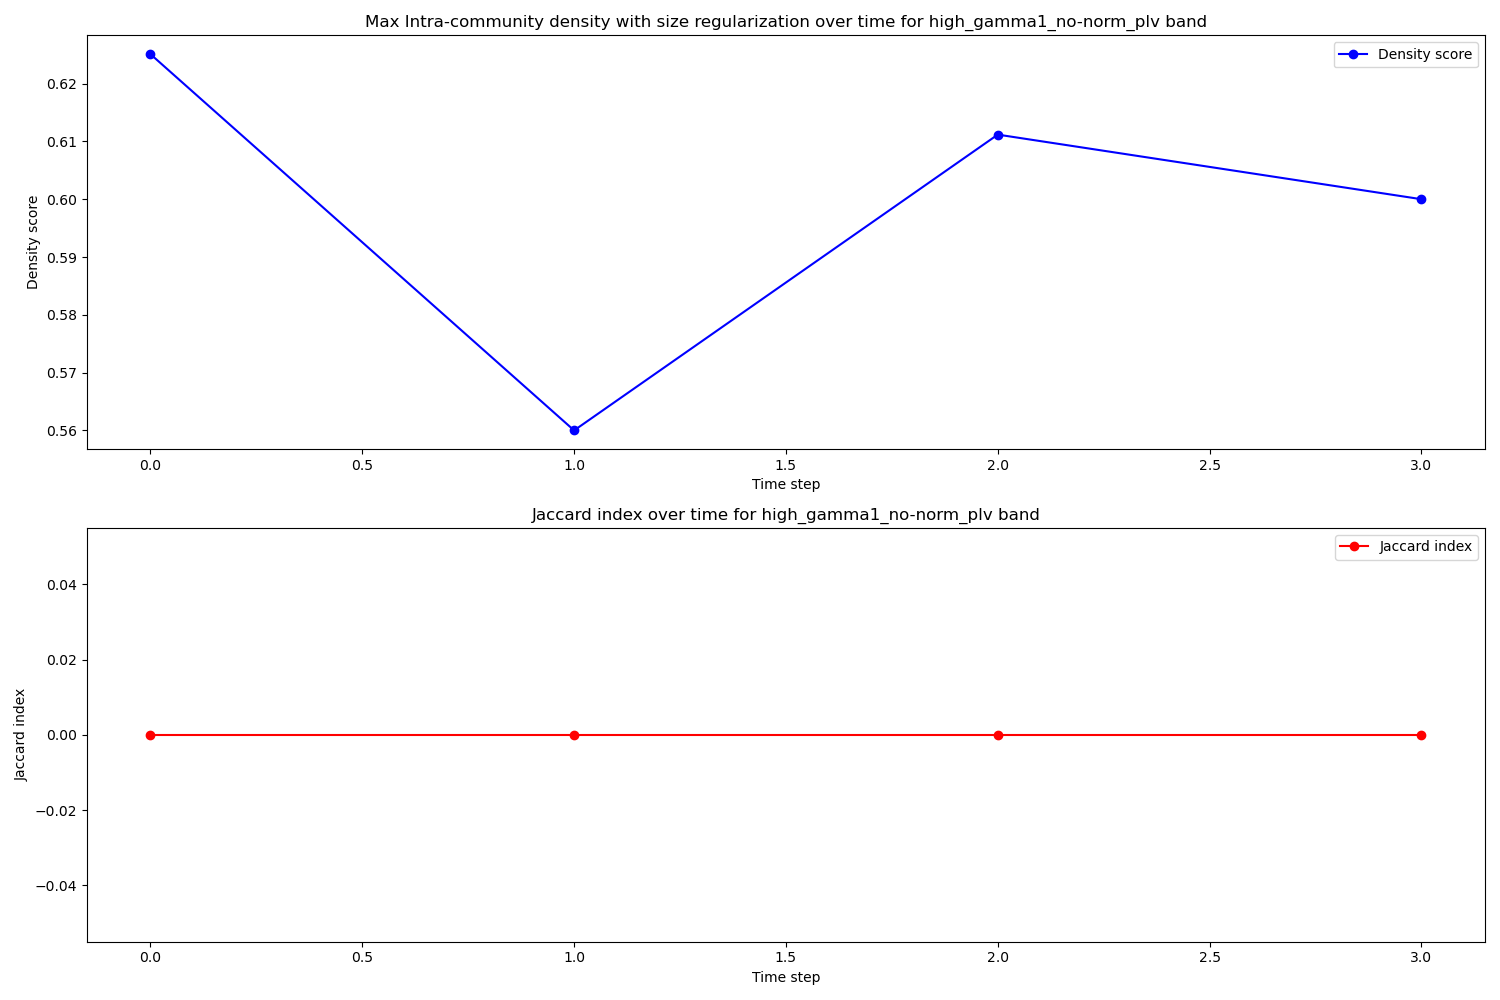 Max Intra-community density with size regularization over time for high_gamma1_no-norm_plv band
Density score
0.62
0.61
0.60
0.59
0.58
0.57
0.56
Density score
0.0 0.5 1.0 1.5 2.0 2.5 3.0
Time step
Jaccard index over time for high_gamma1_no-norm_plv band
Jaccard index
0.04
0.02
0.00
−0.02
−0.04
Jaccard index
0.0 0.5 1.0 1.5 2.0 2.5 3.0
Time step